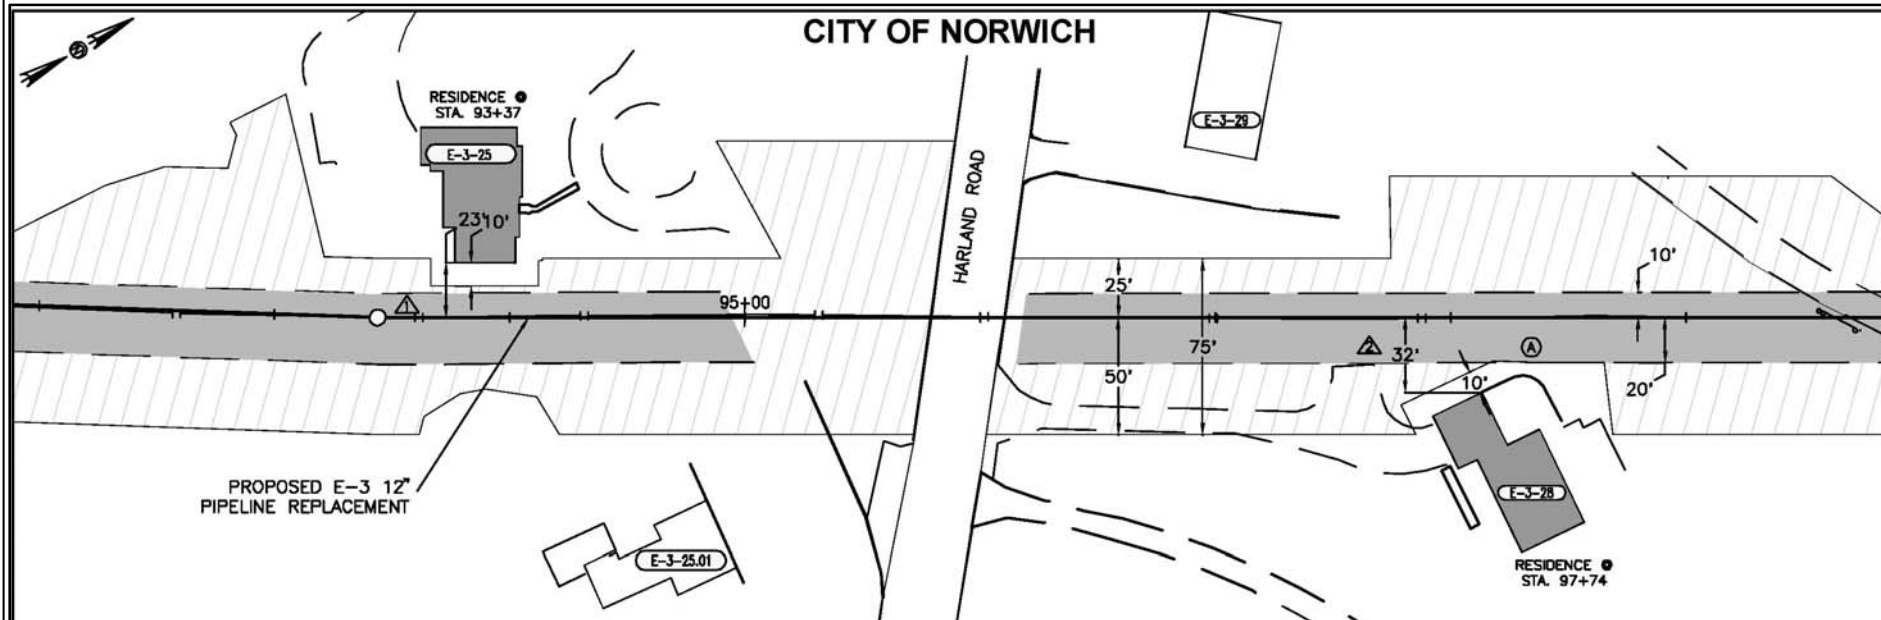 CITY OF NORWICH
N
RESIDENCE @
STA. 93+37
E-3-25
E-3-29
HARLAND ROAD
23'
10'
10'
25'
95+00
1
75'
2
32'
A
50'
10'
20'
PROPOSED E-3 12"
PIPELINE REPLACEMENT
E-3-28
E-3-25.01
RESIDENCE @
STA. 97+74